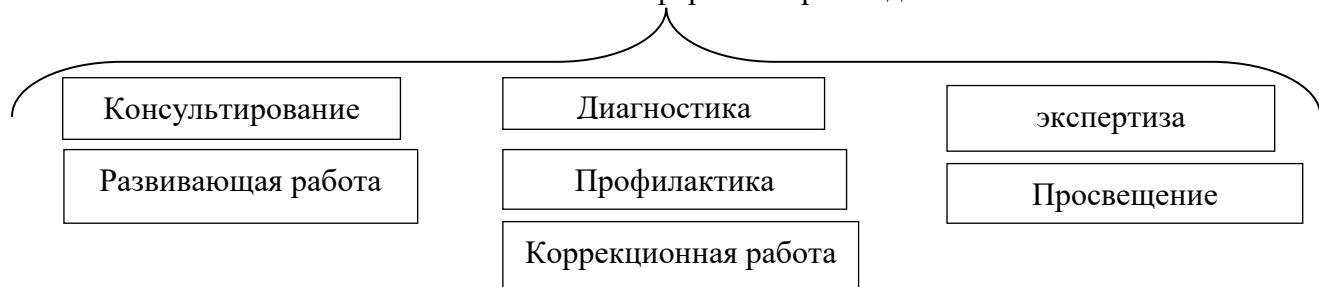 Консультирование
Диагностика
экспертиза
Развивающая работа
Профилактика
Просвещение
Коррекционная работа